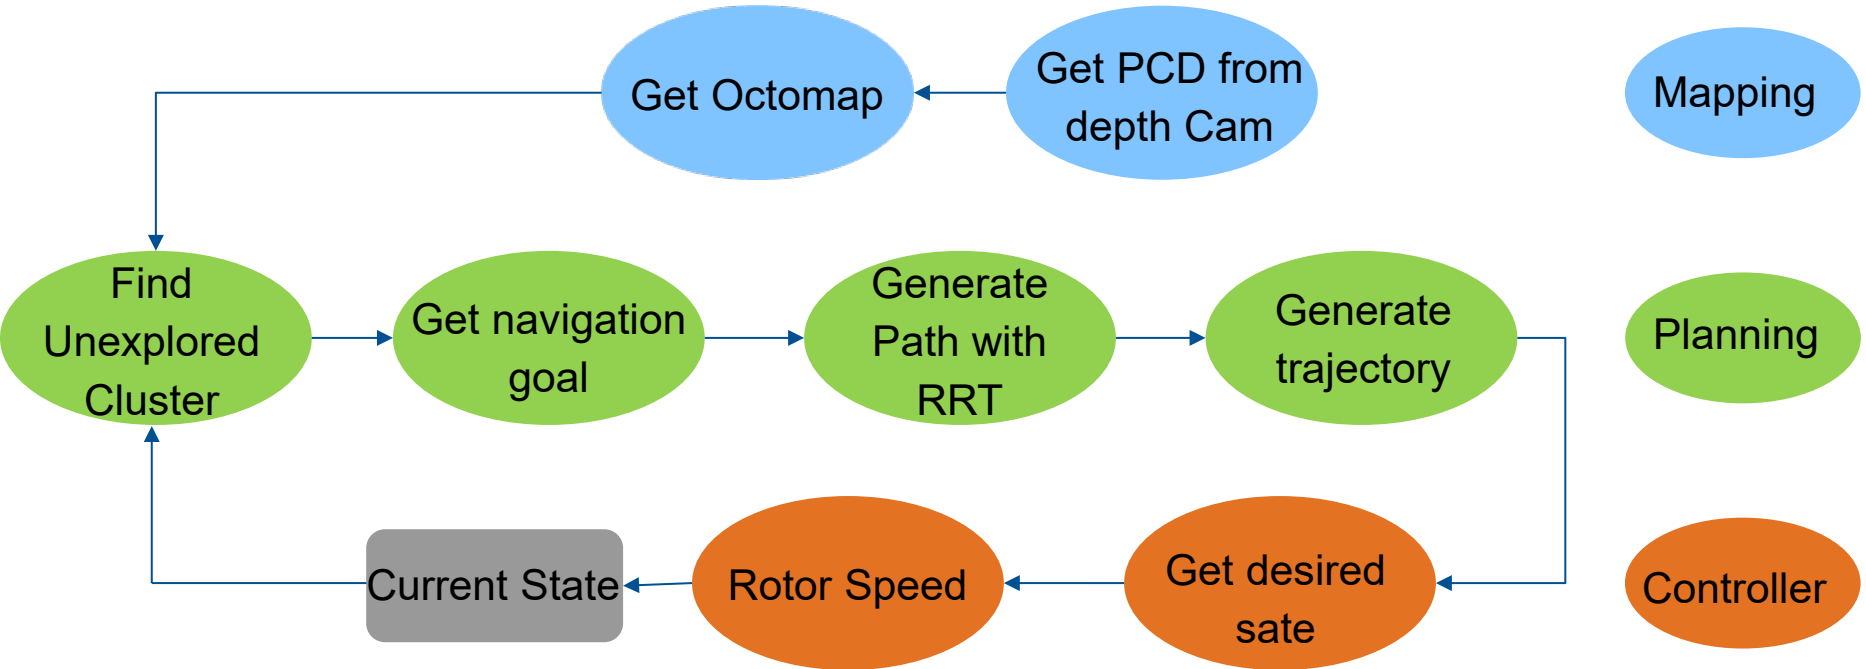 Get Octomap
Get PCD from
depth Cam
Mapping
Find
Unexplored
Cluster
Get navigation
goal
Generate
Path with
RRT
Generate
trajectory
Planning
Current State
Rotor Speed
Get desired
sate
Controller